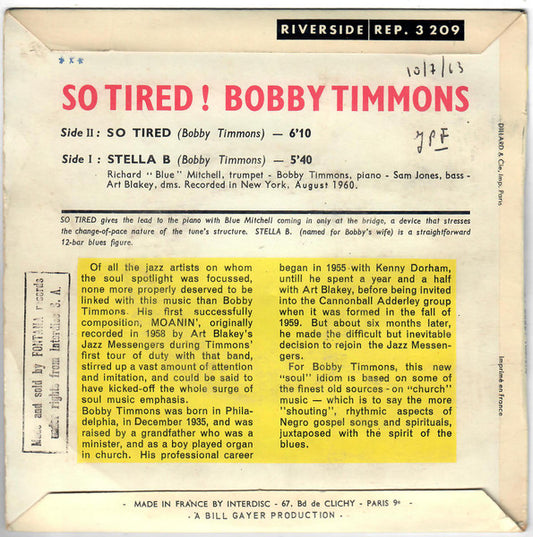 RIVERSIDE REP. 3 209
***
10/7/63
SO TIRED ! BOBBY TIMMONS
Side II : SO TIRED (Bobby Timmons) — 6'10
JPF
Side I : STELLA B (Bobby Timmons) — 5'40
Richard "Blue" Mitchell, trumpet - Bobby Timmons, piano - Sam Jones, bass -
Art Blakey, dms. Recorded in New York, August 1960.
SO TIRED gives the lead to the piano with Blue Mitchell coming in only at the bridge, a device that stresses
the change-of-pace nature of the tune's structure. STELLA B. (named for Bobby's wife) is a straightforward
12-bar blues figure.
Of all the jazz artists on whom
the soul spotlight was focussed,
none more properly deserved to be
linked with this music than Bobby
Timmons. His first successfully
composition, MOANIN', originally
recorded in 1958 by Art Blakey's
Jazz Messengers during Timmons'
first tour of duty with that band,
stirred up a vast amount of attention
and imitation, and could be said to
have kicked-off the whole surge of
soul music emphasis.
Bobby Timmons was born in Phila-
delphia, in December 1935, and was
raised by a grandfather who was a
minister, and as a boy played organ
in church. His professional career
began in 1955 with Kenny Dorham,
untill he spent a year and a half
with Art Blakey, before being invited
into the Cannonball Adderley group
when it was formed in the fall of
1959. But about six months later,
he made the difficult but inevitable
decision to rejoin the Jazz Messen-
gers.
For Bobby Timmons, this new
"soul" idiom is based on some of
the finest old sources - on "church"
music — which is to say the more
"shouting", rhythmic aspects of
Negro gospel songs and spirituals,
juxtaposed with the spirit of the
blues.
Made and sold by FONTANA records
under rights from Interdisc S. A.
DILLARD & Cie, Imp. Paris
Imprimé en france
- MADE IN FRANCE BY INTERDISC - 67, Bd de CLICHY - PARIS 9e -
- A BILL GAYER PRODUCTION -